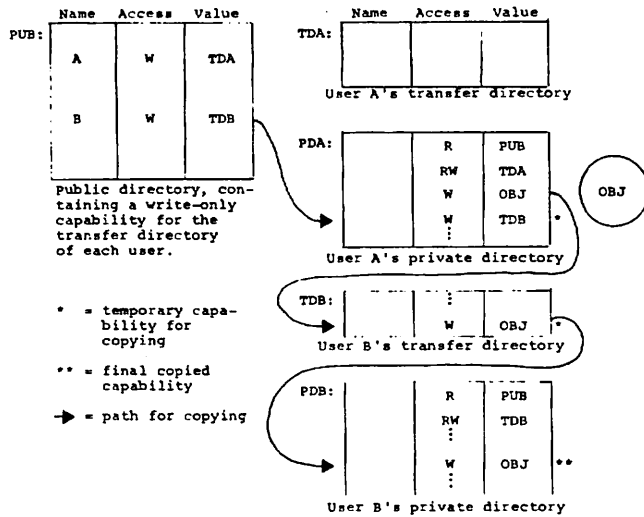 Name Access Value
PUB:
A W TDA
B W TDB
Public directory, con-
taining a write-only
capability for the
transfer directory
of each user.
* = temporary capa-
bility for
copying
** = final copied
capability
= path for copying
Name Access Value
TDA:
User A's transfer directory
PDA:
R PUB
RW TDA
W OBJ
W TDB *
User A's private directory
OBJ
TDB:
W OBJ *
User B's transfer directory
PDB:
R PUB
RW TDB
W OBJ **
User B's private directory